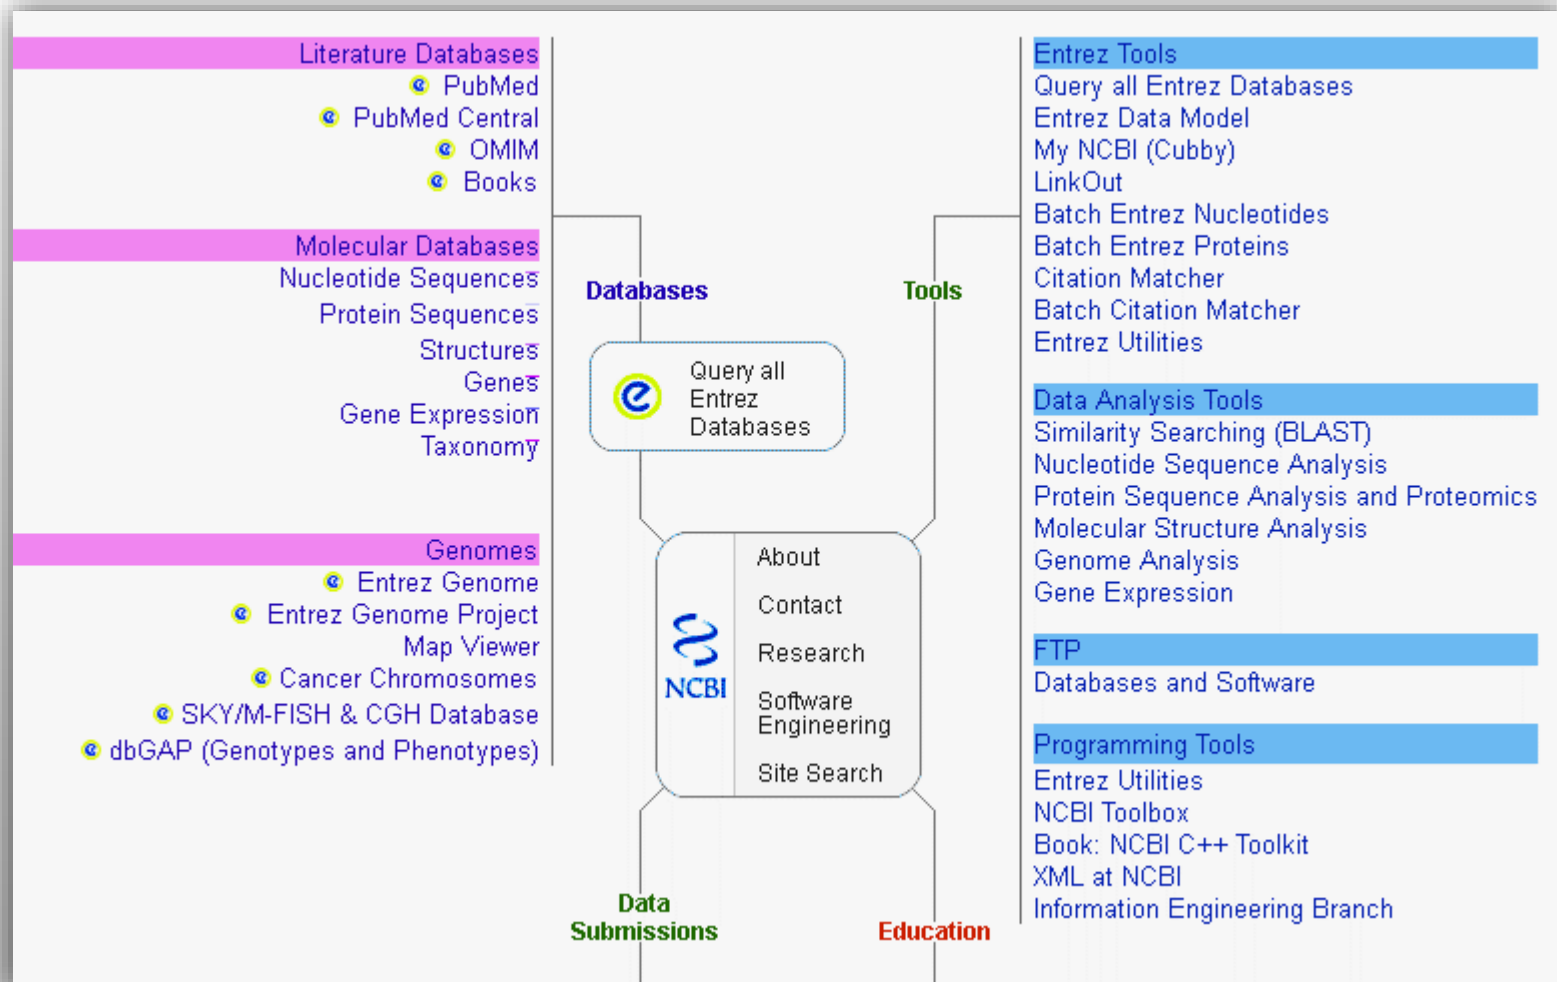 Literature Databases
PubMed
PubMed Central
OMIM
Books
Molecular Databases
Nucleotide Sequences
Protein Sequences
Structures
Genes
Gene Expression
Taxonomy
Genomes
Entrez Genome
Entrez Genome Project
Map Viewer
Cancer Chromosomes
SKY/M-FISH & CGH Database
dbGAP (Genotypes and Phenotypes)
Databases
Query all
Entrez
Databases
Tools
NCBI
About
Contact
Research
Software
Engineering
Site Search
Data
Submissions
Education
Entrez Tools
Query all Entrez Databases
Entrez Data Model
My NCBI (Cubby)
LinkOut
Batch Entrez Nucleotides
Batch Entrez Proteins
Citation Matcher
Batch Citation Matcher
Entrez Utilities
Data Analysis Tools
Similarity Searching (BLAST)
Nucleotide Sequence Analysis
Protein Sequence Analysis and Proteomics
Molecular Structure Analysis
Genome Analysis
Gene Expression
FTP
Databases and Software
Programming Tools
Entrez Utilities
NCBI Toolbox
Book: NCBI C++ Toolkit
XML at NCBI
Information Engineering Branch